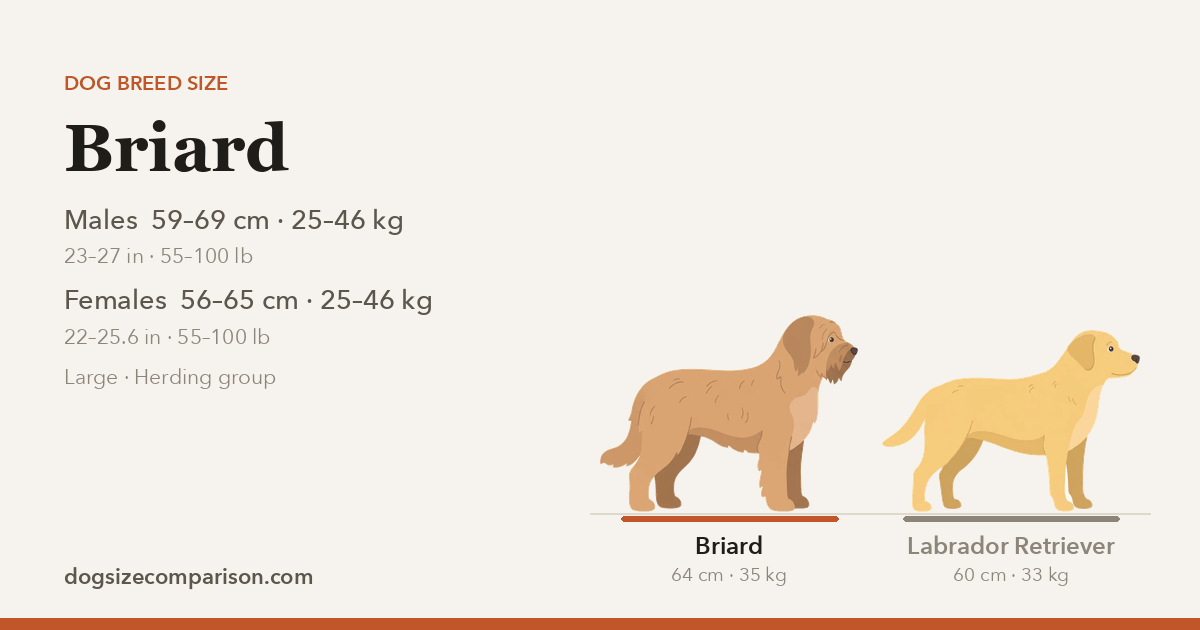 DOG BREED SIZE
Briard
Males 59–69 cm · 25–46 kg
23–27 in · 55–100 lb
Females 56–65 cm · 25–46 kg
22–25.6 in · 55–100 lb
Large · Herding group
Briard
64 cm · 35 kg
Labrador Retriever
60 cm · 33 kg
dogsizecomparison.com